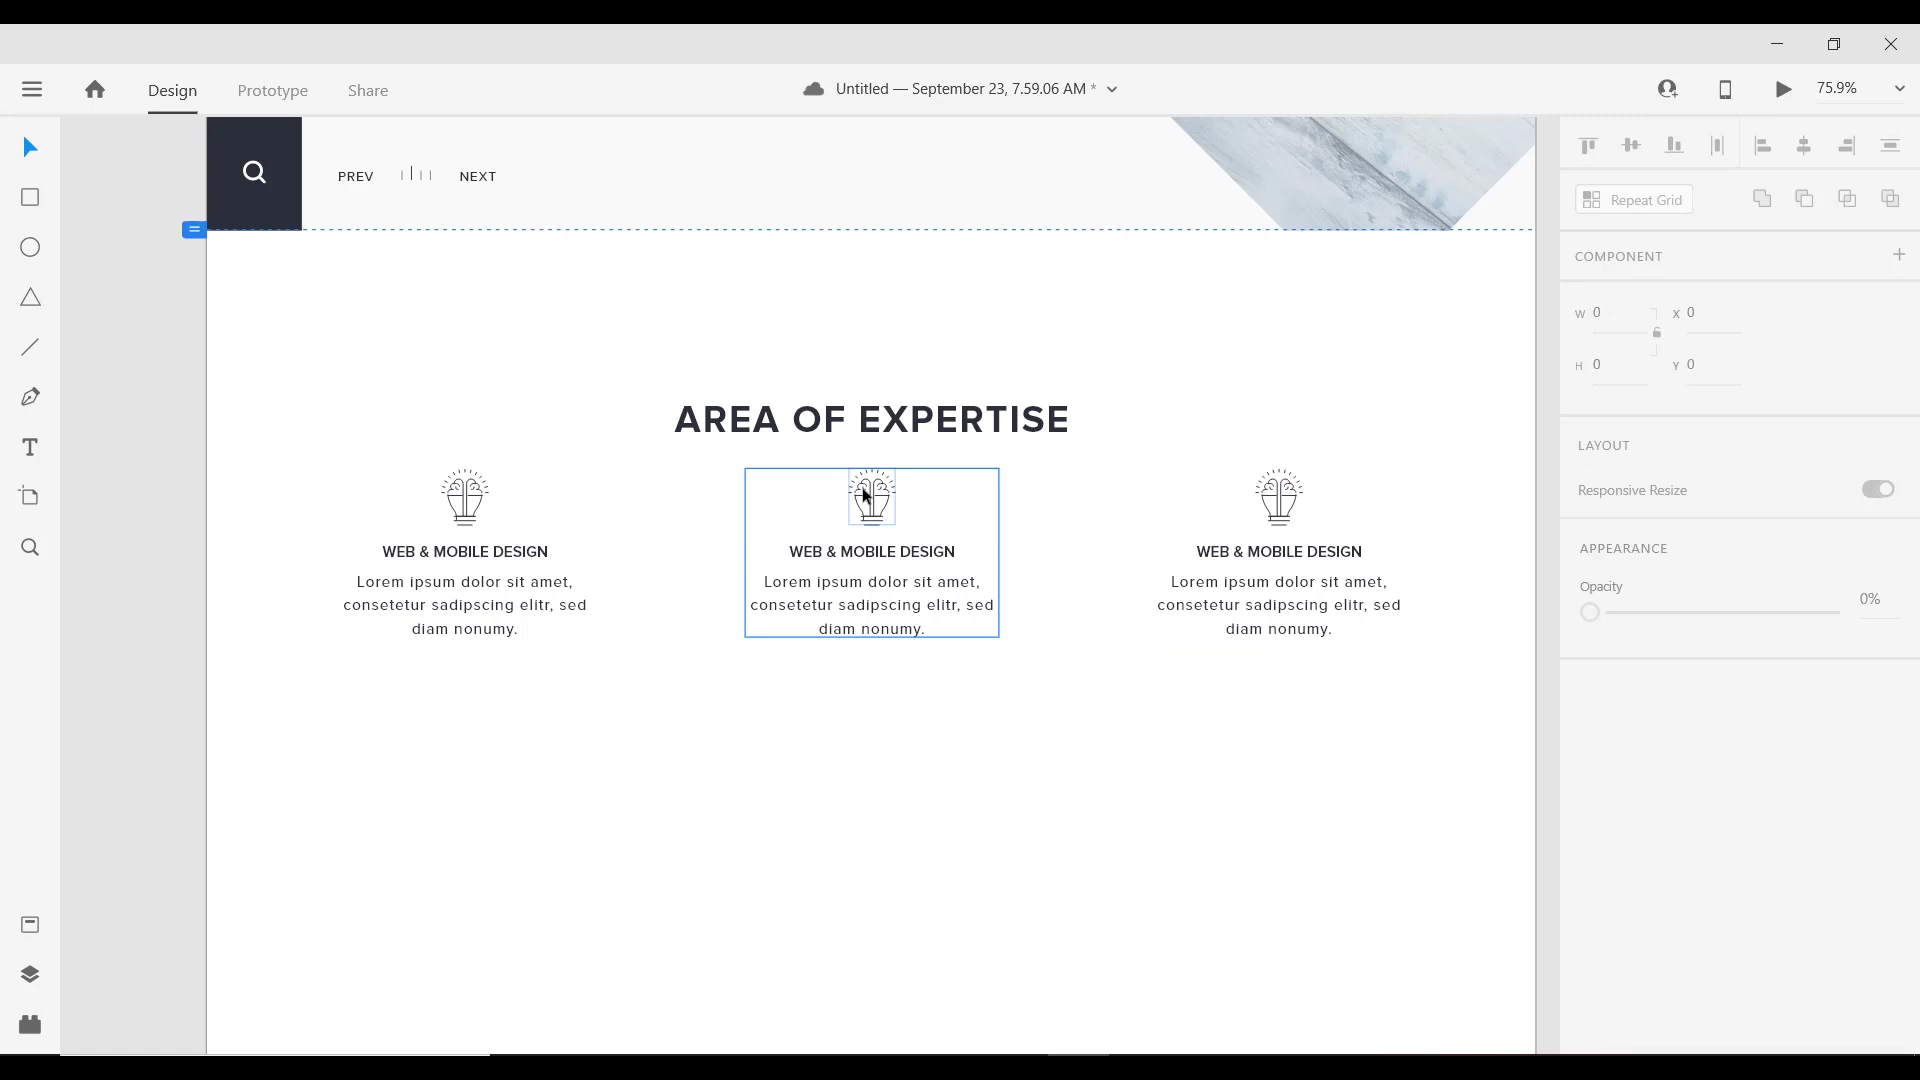 Design
Prototype
Share
Untitled — September 23, 7.59.06 AM *
75.9%
PREV
NEXT
Repeat Grid
COMPONENT
W 0
X 0
H 0
Y 0
AREA OF EXPERTISE
LAYOUT
Responsive Resize
WEB & MOBILE DESIGN
Lorem ipsum dolor sit amet,
consetetur sadipscing elitr, sed
diam nonumy.
WEB & MOBILE DESIGN
Lorem ipsum dolor sit amet,
consetetur sadipscing elitr, sed
diam nonumy.
WEB & MOBILE DESIGN
Lorem ipsum dolor sit amet,
consetetur sadipscing elitr, sed
diam nonumy.
APPEARANCE
Opacity
0%